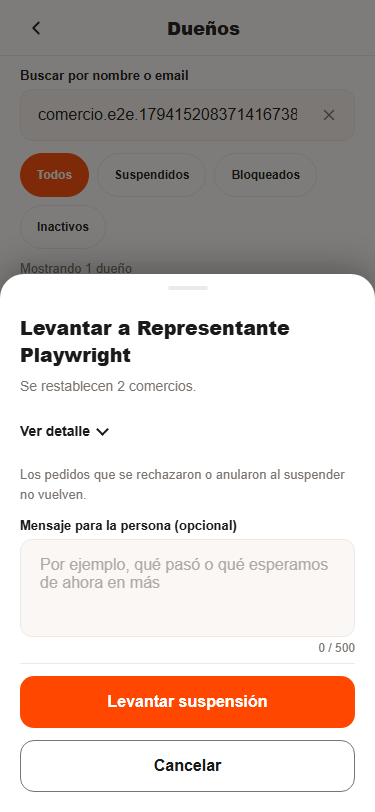 Dueños
Buscar por nombre o email
comercio.e2e.179415208371416738
Todos
Suspendidos
Bloqueados
Inactivos
Mostrando 1 dueño
Levantar a Representante
Playwright
Se restablecen 2 comercios.
Ver detalle
Los pedidos que se rechazaron o anularon al suspender
no vuelven.
Mensaje para la persona (opcional)
Por ejemplo, qué pasó o qué esperamos
de ahora en más
0 / 500
Levantar suspensión
Cancelar